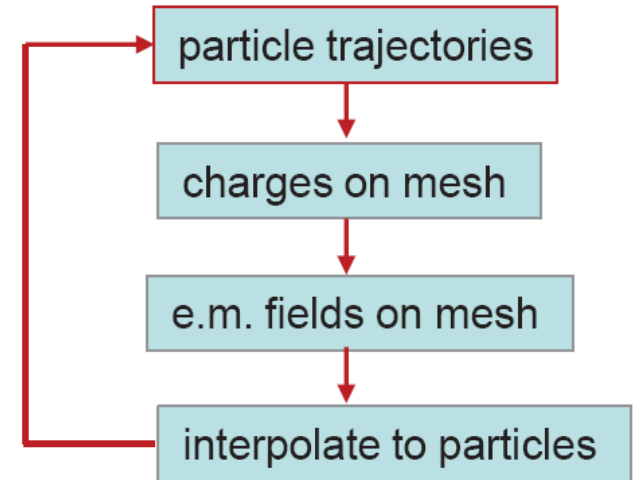 particle trajectories
charges on mesh
e.m. fields on mesh
interpolate to particles